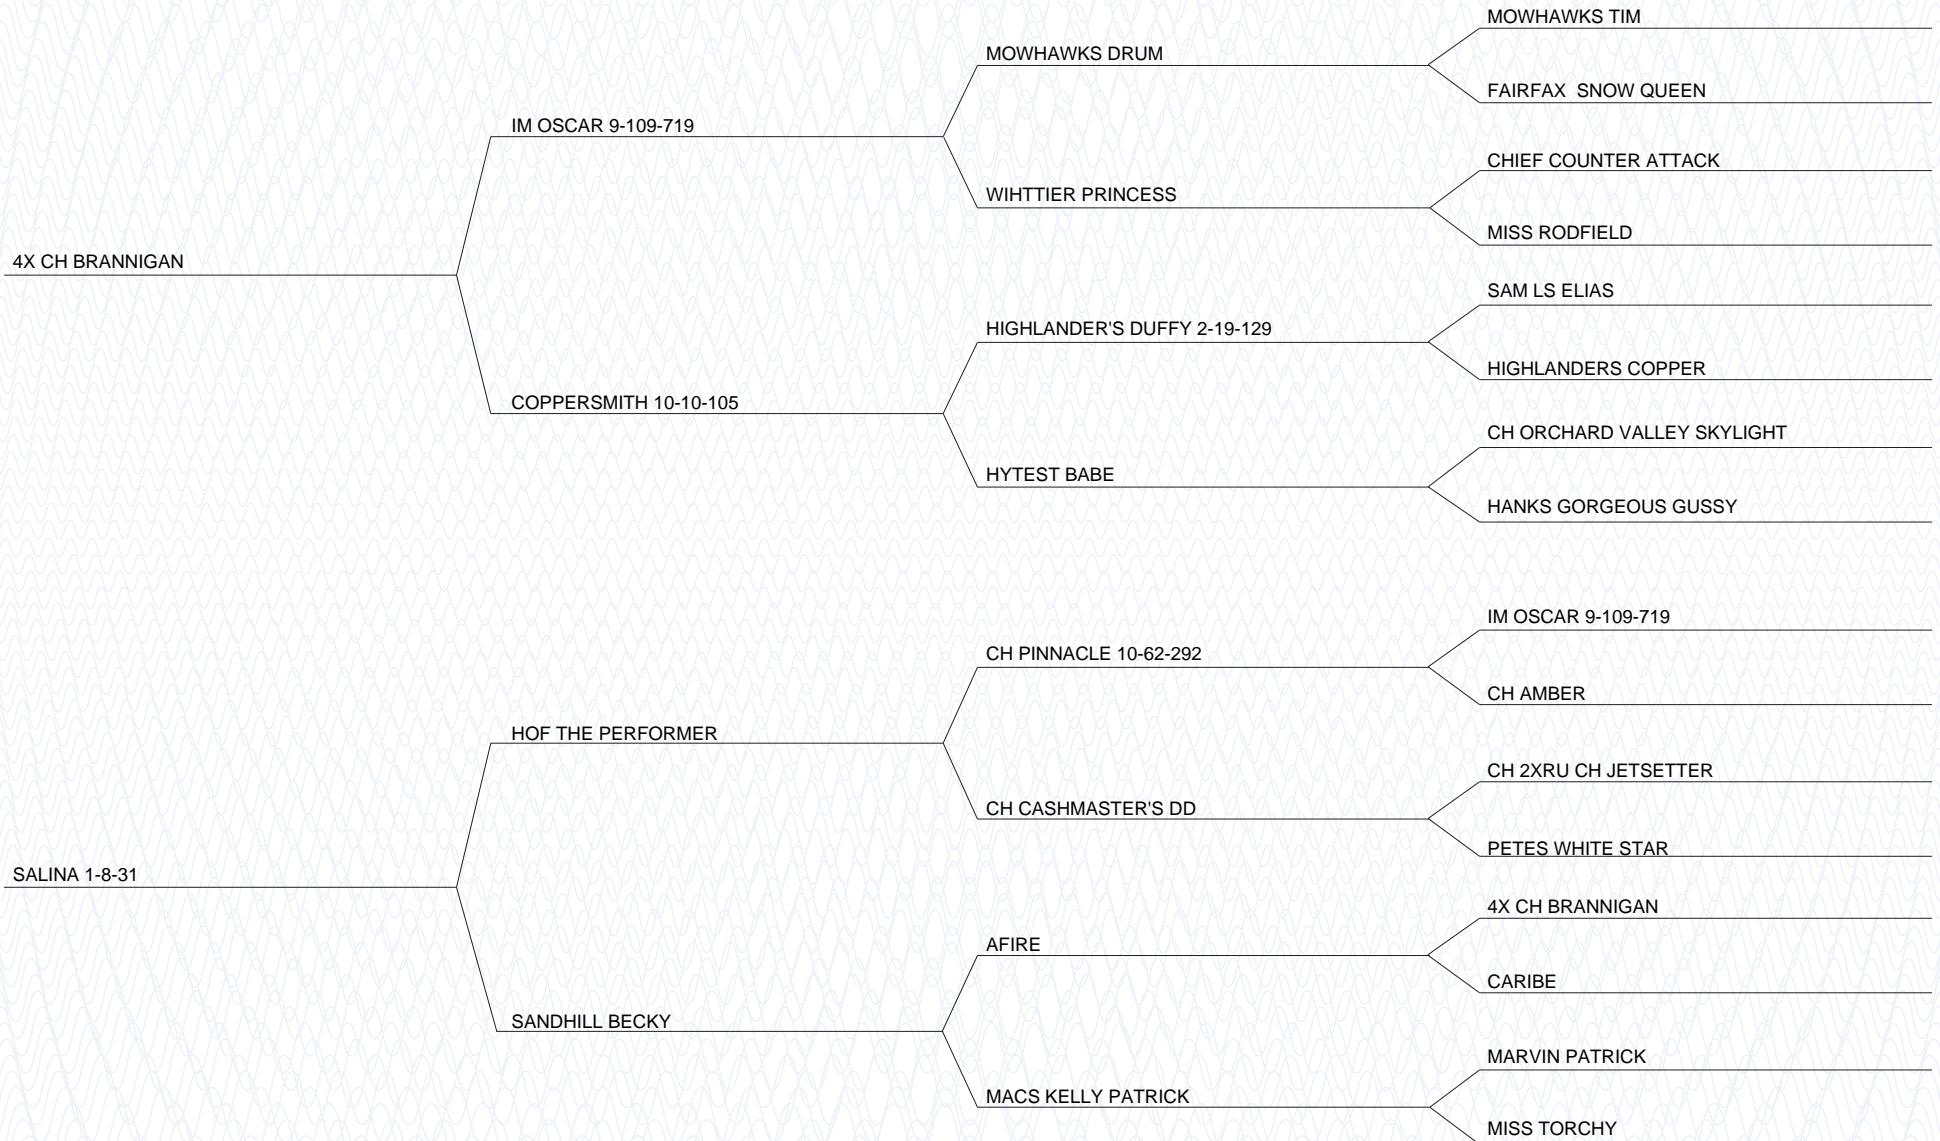 MOWHAWKS TIM
MOWHAWKS DRUM
FAIRFAX  SNOW QUEEN
IM OSCAR 9-109-719
CHIEF COUNTER ATTACK
WIHTTIER PRINCESS
MISS RODFIELD
4X CH BRANNIGAN
SAM LS ELIAS
HIGHLANDER'S DUFFY 2-19-129
HIGHLANDERS COPPER
COPPERSMITH 10-10-105
CH ORCHARD VALLEY SKYLIGHT
HYTEST BABE
HANKS GORGEOUS GUSSY
IM OSCAR 9-109-719
CH PINNACLE 10-62-292
CH AMBER
HOF THE PERFORMER
CH 2XRU CH JETSETTER
CH CASHMASTER'S DD
PETES WHITE STAR
SALINA 1-8-31
4X CH BRANNIGAN
AFIRE
CARIBE
SANDHILL BECKY
MARVIN PATRICK
MACS KELLY PATRICK
MISS TORCHY